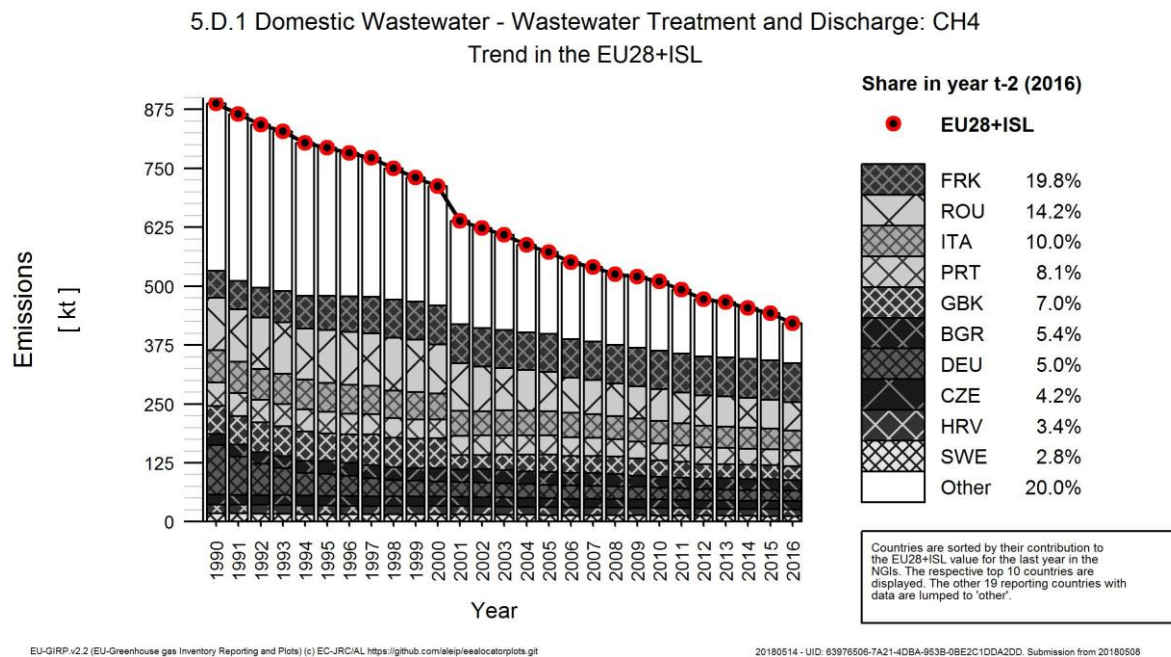 5.D.1 Domestic Wastewater - Wastewater Treatment and Discharge: CH4
Trend in the EU28+ISL
Emissions
[ kt ]
875
750
625
500
375
250
125
0
1990
1991
1992
1993
1994
1995
1996
1997
1998
1999
2000
2001
2002
2003
2004
2005
2006
2007
2008
2009
2010
2011
2012
2013
2014
2015
2016
Year
Share in year t-2 (2016)
EU28+ISL
FRK 19.8%
ROU 14.2%
ITA 10.0%
PRT 8.1%
GBK 7.0%
BGR 5.4%
DEU 5.0%
CZE 4.2%
HRV 3.4%
SWE 2.8%
Other 20.0%
Countries are sorted by their contribution to
the EU28+ISL value for the last year in the
NGIs. The respective top 10 countries are
displayed. The other 19 reporting countries with
data are lumped to 'other'.
EU-GIRP.v2.2 (EU-Greenhouse gas Inventory Reporting and Plots) (c) EC-JRC/AL https://github.com/aleip/eealocatorplots.git
20180514 - UID: 63976506-7A21-4DBA-953B-0BE2C1DDA2DD. Submission from 20180508